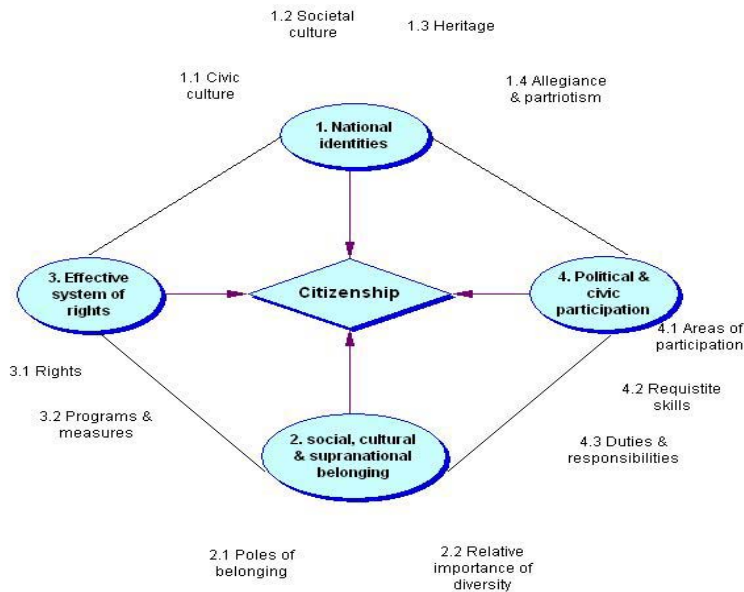 1.2 Societal
culture
1.3 Heritage
1.1 Civic
culture
1.4 Allegiance
& partriotism
1. National
identities
3. Effective
system of
rights
Citizenship
4. Political &
civic
participation
4.1 Areas of
participation
3.1 Rights
3.2 Programs &
measures
4.2 Requistite
skills
2. social, cultural
& supranational
belonging
4.3 Duties &
responsibilities
2.1 Poles of
belonging
2.2 Relative
importance of
diversity